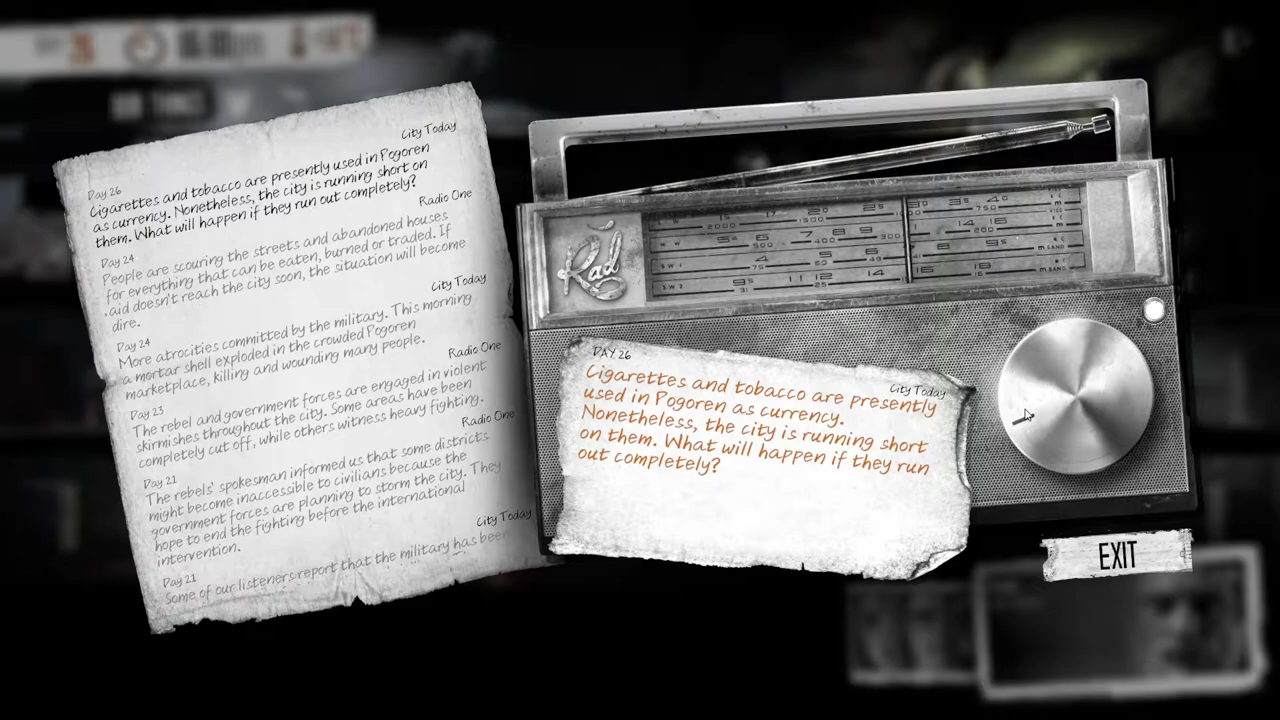 City Today
Day 26
Cigarettes and tobacco are presently used in Pogoren
as currency. Nonetheless, the city is running short on
them. What will happen if they run out completely?
Radio One
Day 24
People are scouring the streets and abandoned houses
for everything that can be eaten, burned or traded. If
.aid doesn't reach the city soon, the situation will become
dire.
City Today
Day 24
More atrocities committed by the military. This morning
a mortar shell exploded in the crowded Pogoren
marketplace, killing and wounding many people.
Radio One
Day 23
The rebel and government forces are engaged in violent
skirmishes throughout the city. Some areas have been
completely cut off, while others witness heavy fighting.
Radio One
Day 21
The rebels' spokesman informed us that some districts
might become inaccessible to civilians because the
government forces are planning to storm the city. They
hope to end the fighting before the international
intervention.
City Today
Day 21
Some of our listeners report that the military has been
Rad
DAY 26
City Today
Cigarettes and tobacco are presently
used in Pogoren as currency.
Nonetheless, the city is running short
on them. What will happen if they run
out completely?
EXIT